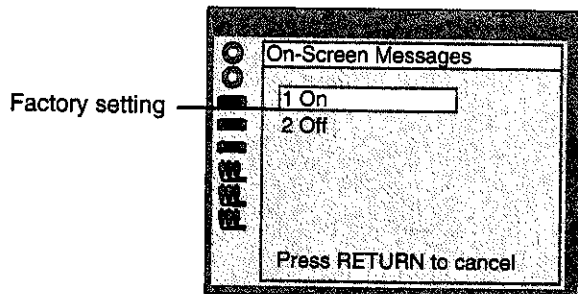 On-Screen Messages
Factory setting
1 On
2 Off
Press RETURN to cancel